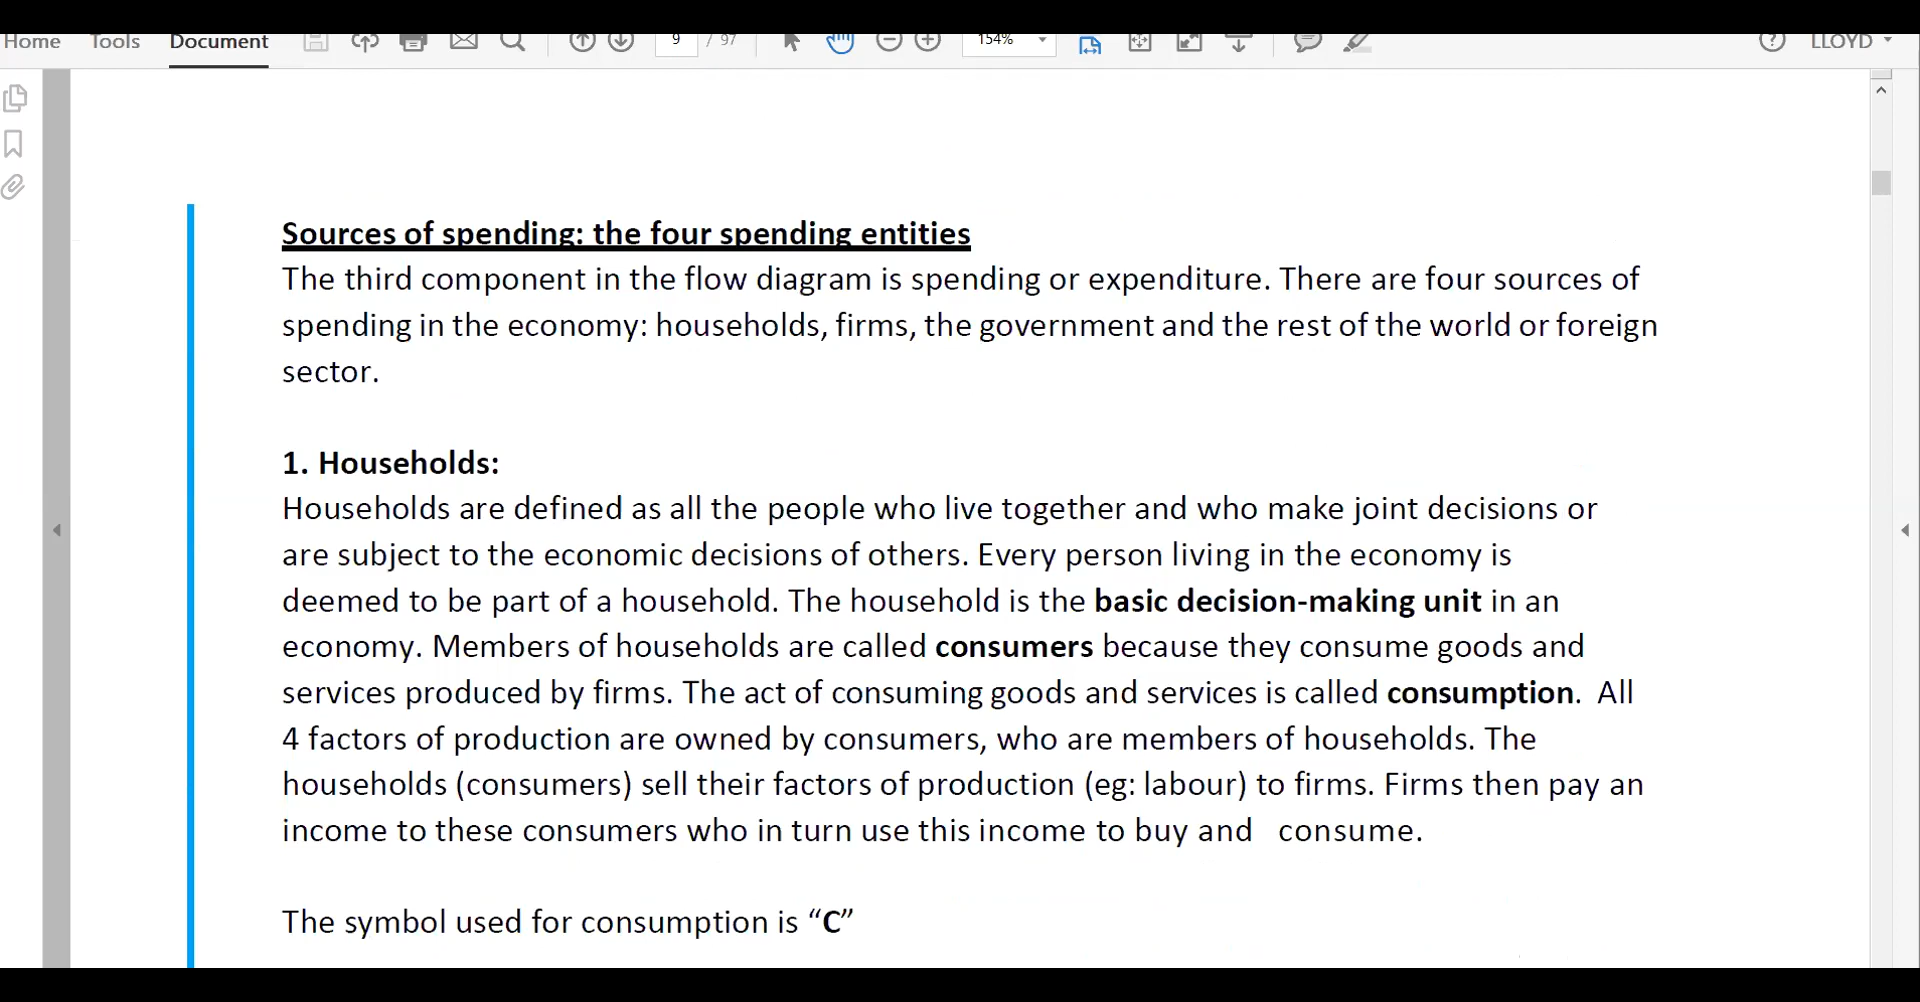 Home Tools Document 9 / 97 154% LLOYD
Sources of spending: the four spending entities
The third component in the flow diagram is spending or expenditure. There are four sources of
spending in the economy: households, firms, the government and the rest of the world or foreign
sector.
1. Households:
Households are defined as all the people who live together and who make joint decisions or
are subject to the economic decisions of others. Every person living in the economy is
deemed to be part of a household. The household is the basic decision-making unit in an
economy. Members of households are called consumers because they consume goods and
services produced by firms. The act of consuming goods and services is called consumption.  All
4 factors of production are owned by consumers, who are members of households. The
households (consumers) sell their factors of production (eg: labour) to firms. Firms then pay an
income to these consumers who in turn use this income to buy and   consume.
The symbol used for consumption is “C”